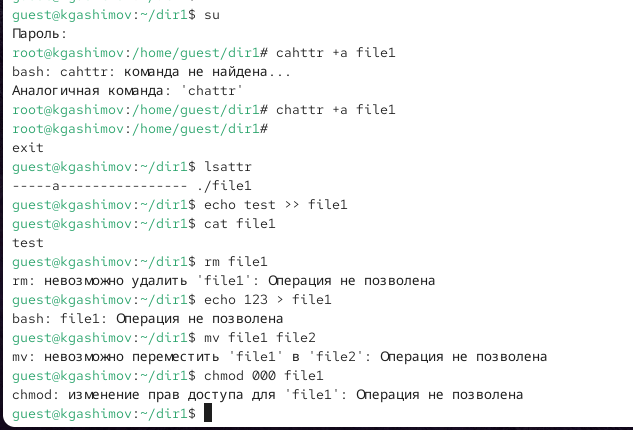 guest@kgashimov:~/dir1$ su
Пароль:
root@kgashimov:/home/guest/dir1# cahttr +a file1
bash: cahttr: команда не найдена...
Аналогичная команда: 'chattr'
root@kgashimov:/home/guest/dir1# chattr +a file1
root@kgashimov:/home/guest/dir1#
exit
guest@kgashimov:~/dir1$ lsattr
-----a---------------- ./file1
guest@kgashimov:~/dir1$ echo test >> file1
guest@kgashimov:~/dir1$ cat file1
test
guest@kgashimov:~/dir1$ rm file1
rm: невозможно удалить 'file1': Операция не позволена
guest@kgashimov:~/dir1$ echo 123 > file1
bash: file1: Операция не позволена
guest@kgashimov:~/dir1$ mv file1 file2
mv: невозможно переместить 'file1' в 'file2': Операция не позволена
guest@kgashimov:~/dir1$ chmod 000 file1
chmod: изменение прав доступа для 'file1': Операция не позволена
guest@kgashimov:~/dir1$